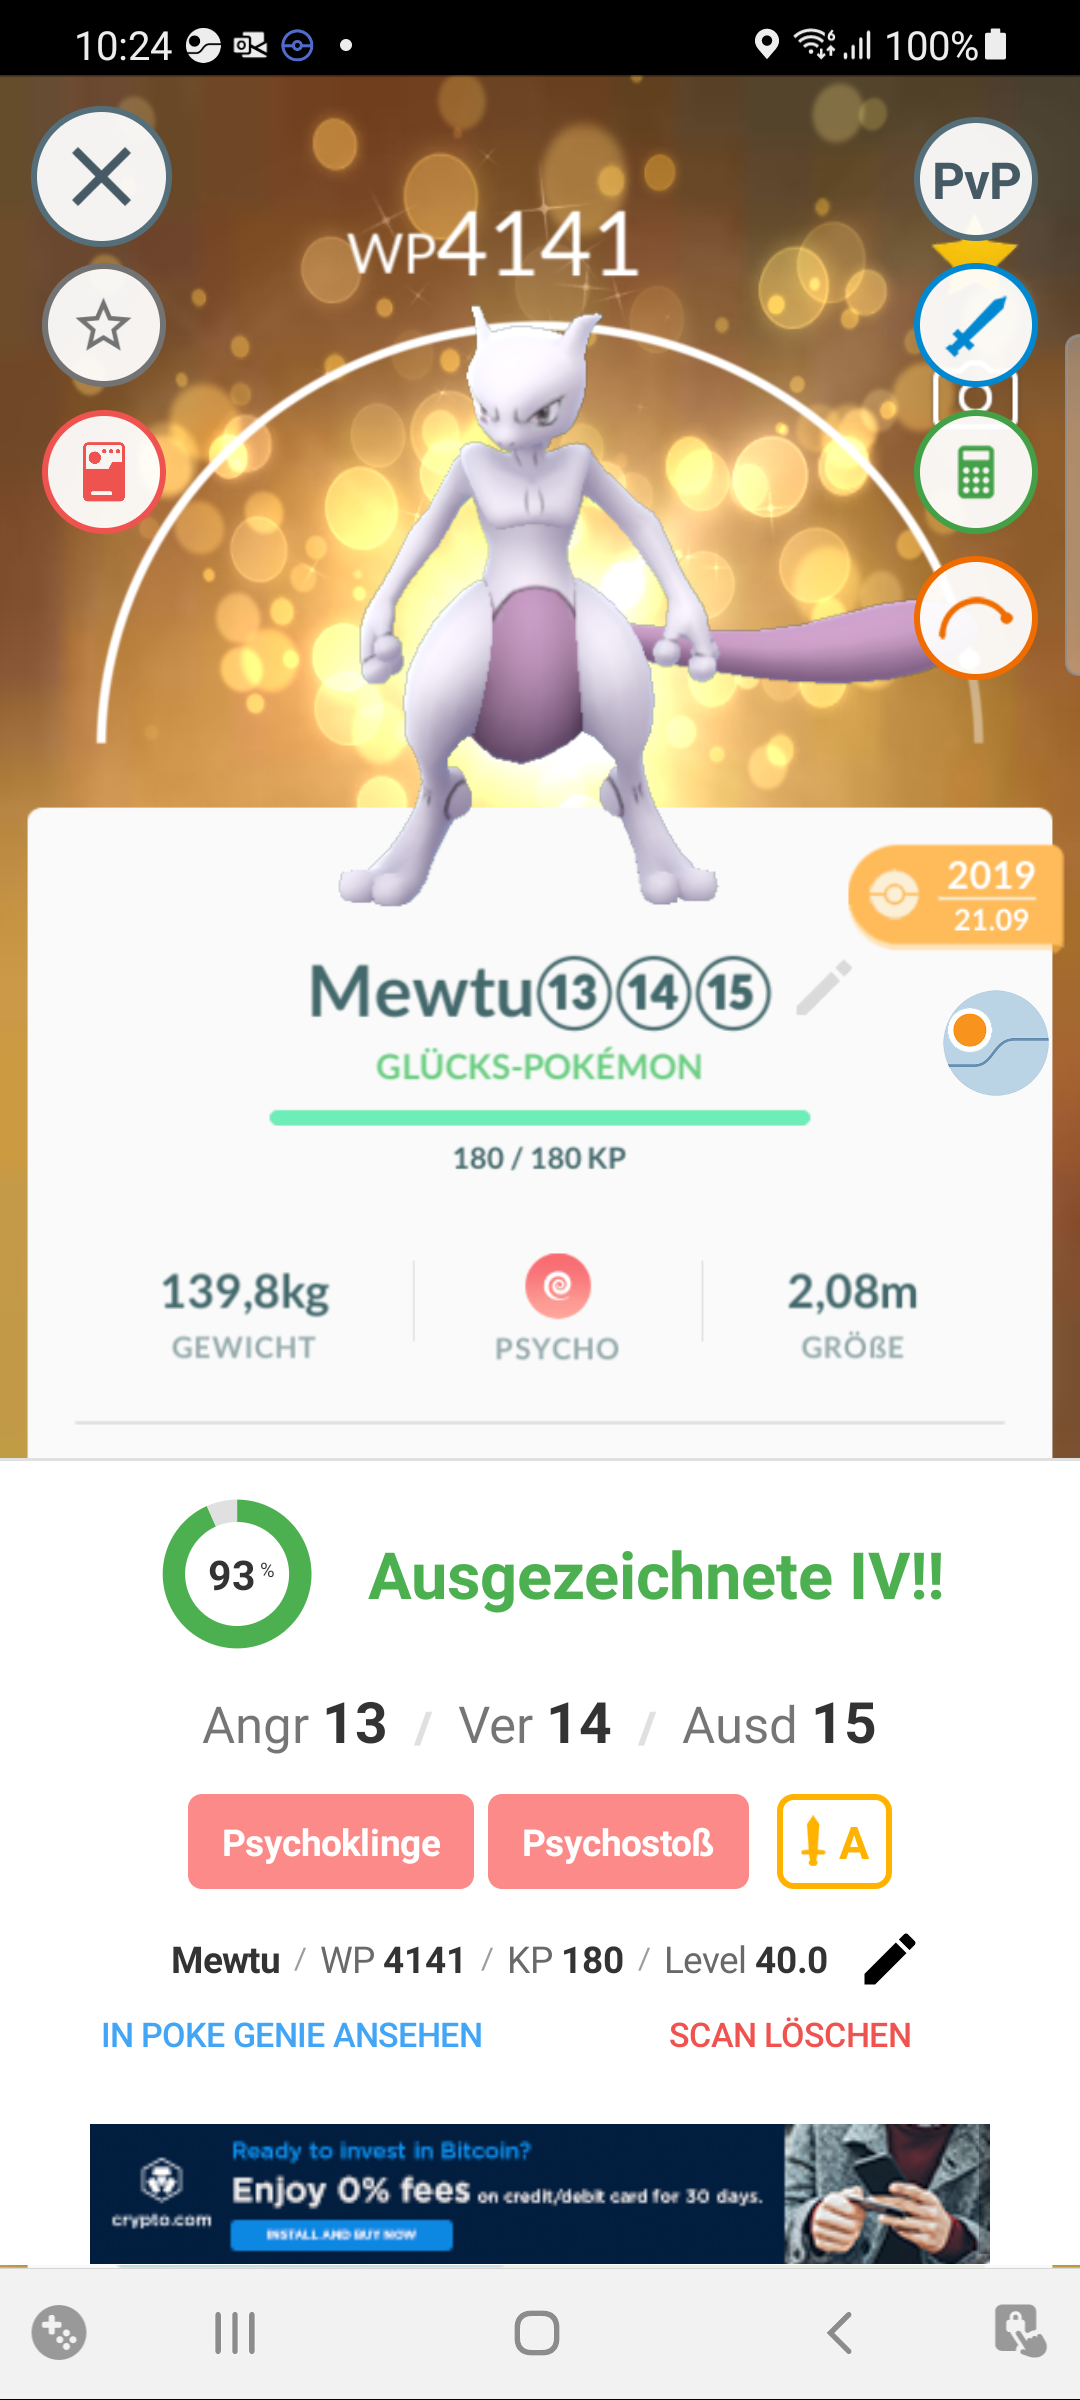 10:24
6
100%
PvP
WP4141
2019
21.09
Mewtu⑬⑭⑮
GLÜCKS-POKÉMON
180 / 180 KP
139,8kg
GEWICHT
PSYCHO
2,08m
GRÖßE
93 %
Ausgezeichnete IV!!
Angr 13 / Ver 14 / Ausd 15
Psychoklinge
Psychostoß
A
Mewtu / WP 4141 / KP 180 / Level 40.0
IN POKE GENIE ANSEHEN
SCAN LÖSCHEN
Ready to invest in Bitcoin?
Enjoy 0% fees on credit/debit card for 30 days.
crypto.com
INSTALL AND BUY NOW